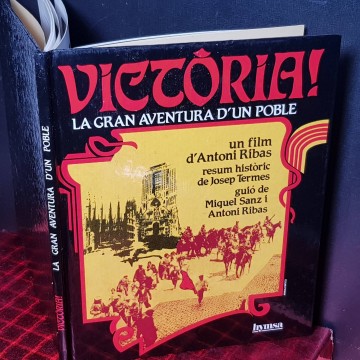 VICTÒRIA!
LA GRAN AVENTURA D'UN POBLE
un film
d'Antoni Ribas
resum històric
de Josep Termes
guió de
Miquel Sanz i
Antoni Ribas
hymsa
VICTÒRIA! LA GRAN AVENTURA D'UN POBLE